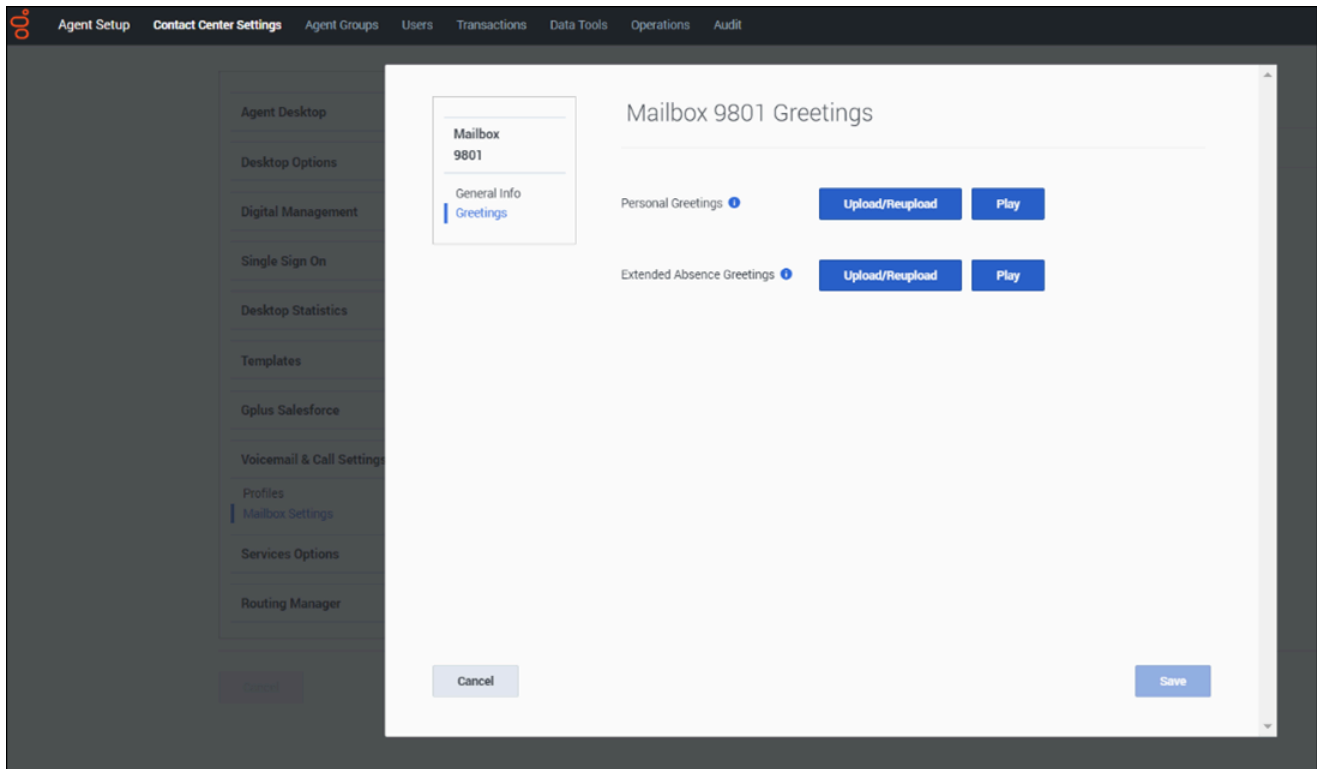 Agent Setup Contact Center Settings Agent Groups Users Transactions Data Tools Operations Audit
Agent Desktop
Desktop Options
Digital Management
Single Sign On
Desktop Statistics
Templates
Gplus Salesforce
Voicemail & Call Settings
Profiles
Mailbox Settings
Services Options
Routing Manager
Cancel
Mailbox
9801
General Info
Greetings
Mailbox 9801 Greetings
Personal Greetings Upload/Reupload Play
Extended Absence Greetings Upload/Reupload Play
Cancel Save